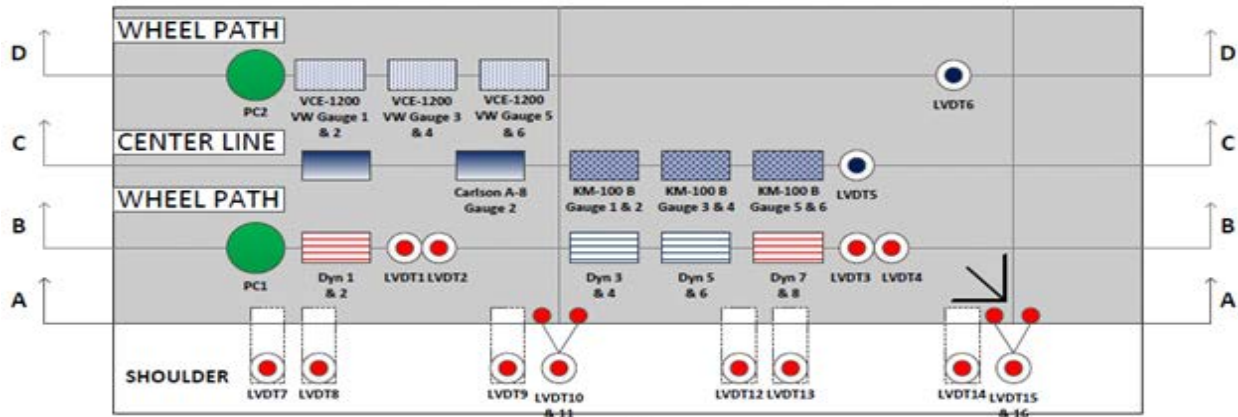 WHEEL PATH
D
D
PC2
VCE-1200
VW Gauge 1
& 2
VCE-1200
VW Gauge 3
& 4
VCE-1200
VW Gauge 5
& 6
LVDT6
C
C
CENTER LINE
Carlson A-8
Gauge 2
KM-100 B
Gauge 1 & 2
KM-100 B
Gauge 3 & 4
KM-100 B
Gauge 5 & 6
LVDT5
WHEEL PATH
B
B
PC1
Dyn 1
& 2
LVDT1
LVDT2
Dyn 3
& 4
Dyn 5
& 6
Dyn 7
& 8
LVDT3
LVDT4
A
A
SHOULDER
LVDT7
LVDT8
LVDT9
LVDT10
& 11
LVDT12
LVDT13
LVDT14
LVDT15
& 16